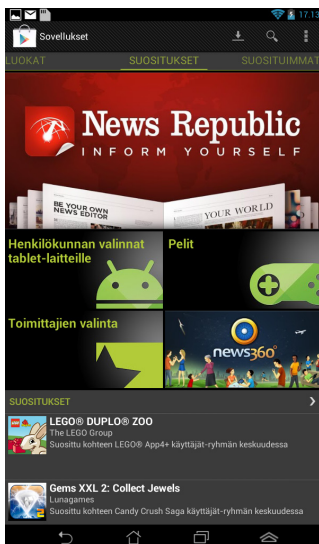 17.13
Sovellukset
LUOKAT SUOSITUKSET SUOSITUIMMAT
News Republic
INFORM YOURSELF
BE YOUR OWN
NEWS EDITOR
YOUR WORLD
Henkilökunnan valinnat
tablet-laitteille
Pelit
Toimittajien valinta
news360°
SUOSITUKSET
LEGO® DUPLO® ZOO
The LEGO Group
Suosittu kohteen LEGO® App4+ käyttäjät-ryhmän keskuudessa
Gems XXL 2: Collect Jewels
Lunagames
Suosittu kohteen Candy Crush Saga käyttäjät-ryhmän keskuudessa